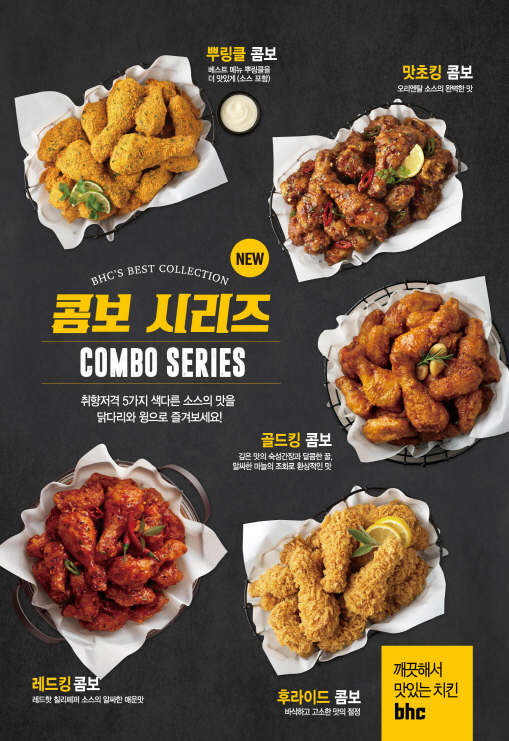 뿌링클 콤보
베스트 메뉴 뿌링클을
더 맛있게 (소스 포함)
맛초킹 콤보
오리엔탈 소스의 완벽한 맛
NEW
BHC'S BEST COLLECTION
콤보 시리즈
COMBO SERIES
취향저격 5가지 색다른 소스의 맛을
닭다리와 윙으로 즐겨보세요!
골드킹 콤보
깊은 맛의 숙성간장과 달콤한 꿀,
알싸한 마늘의 조화로 환상적인 맛
레드킹 콤보
레드핫 칠리페퍼 소스의 알싸한 매운맛
후라이드 콤보
바삭하고 고소한 맛의 절정
깨끗해서
맛있는 치킨
bhc